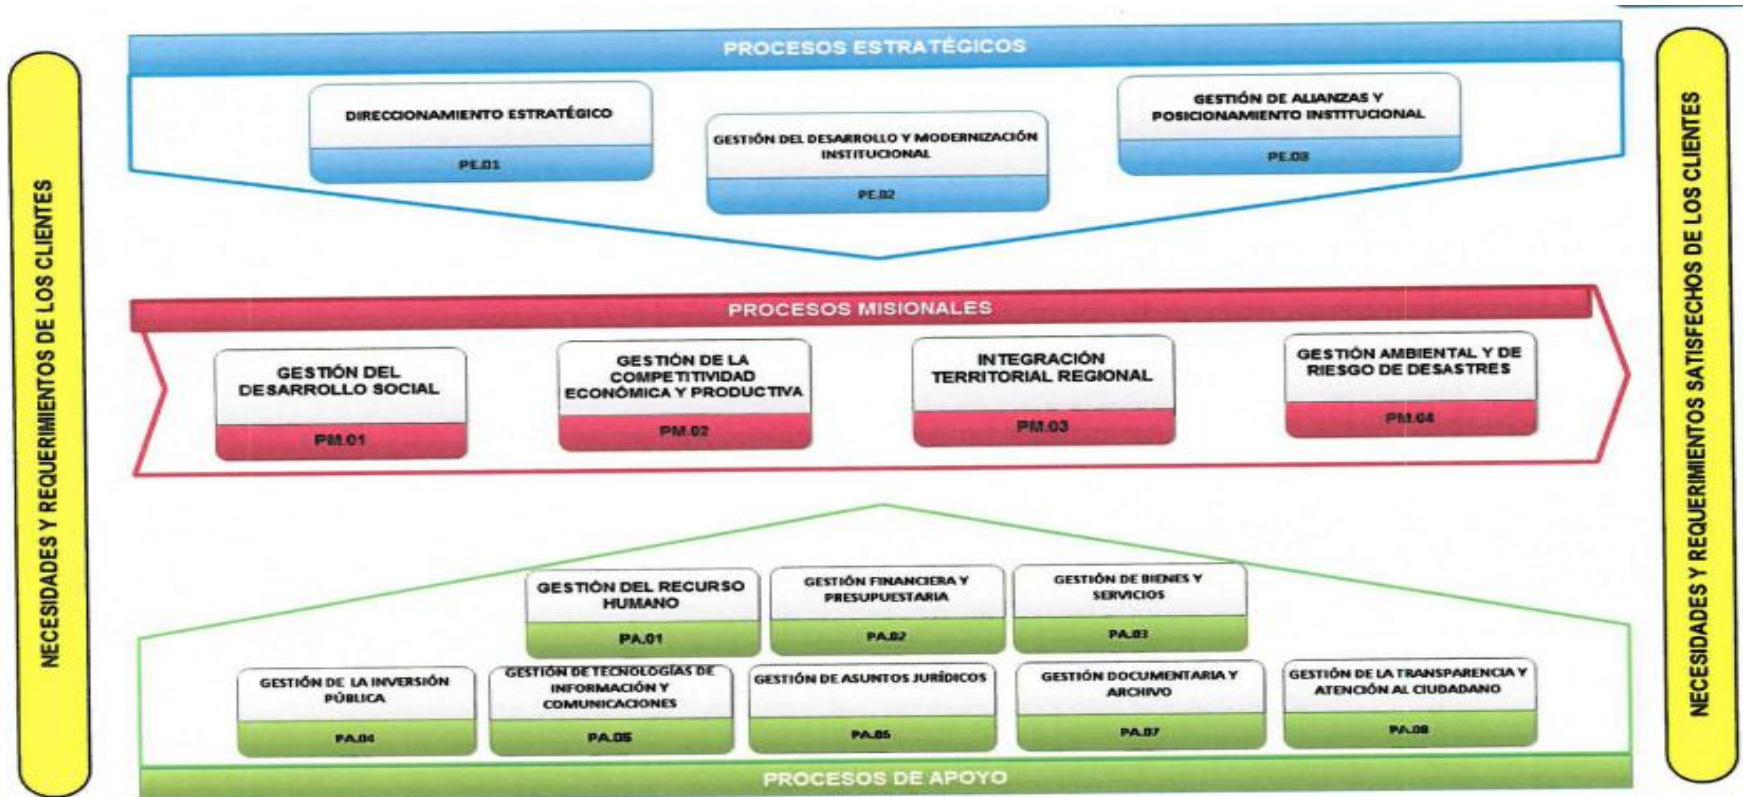 NECESIDADES Y REQUERIMIENTOS DE LOS CLIENTES
PROCESOS ESTRATÉGICOS
DIRECCIONAMIENTO ESTRATÉGICO
PE.01
GESTIÓN DEL DESARROLLO Y MODERNIZACIÓN
INSTITUCIONAL
PE.02
GESTIÓN DE ALIANZAS Y
POSICIONAMIENTO INSTITUCIONAL
PE.03
PROCESOS MISIONALES
GESTIÓN DEL
DESARROLLO SOCIAL
PM.01
GESTIÓN DE LA
COMPETITIVIDAD
ECONÓMICA Y PRODUCTIVA
PM.02
INTEGRACIÓN
TERRITORIAL REGIONAL
PM.03
GESTIÓN AMBIENTAL Y DE
RIESGO DE DESASTRES
PM.04
GESTIÓN DEL RECURSO
HUMANO
PA.01
GESTIÓN FINANCIERA Y
PRESUPUESTARIA
PA.02
GESTIÓN DE BIENES Y
SERVICIOS
PA.03
GESTIÓN DE LA INVERSIÓN
PÚBLICA
PA.04
GESTIÓN DE TECNOLOGÍAS DE
INFORMACIÓN Y
COMUNICACIONES
PA.05
GESTIÓN DE ASUNTOS JURÍDICOS
PA.06
GESTIÓN DOCUMENTARIA Y
ARCHIVO
PA.07
GESTIÓN DE LA TRANSPARENCIA Y
ATENCIÓN AL CIUDADANO
PA.08
PROCESOS DE APOYO
NECESIDADES Y REQUERIMIENTOS SATISFECHOS DE LOS CLIENTES